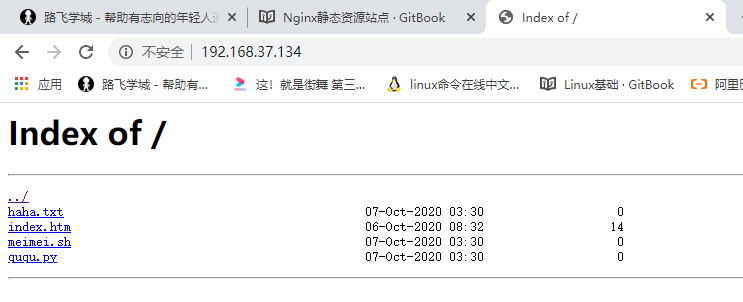 路飞学城 - 帮助有志向的年轻人 Nginx静态资源站点 · GitBook Index of /
不安全 192.168.37.134
应用 路飞学城 - 帮助有... 这！就是街舞 第三... linux命令在线中文... Linux基础 · GitBook 阿里
Index of /
../
haha.txt 07-Oct-2020 03:30 0
index.htm 06-Oct-2020 08:32 14
meimei.sh 07-Oct-2020 03:30 0
ququ.py 07-Oct-2020 03:30 0